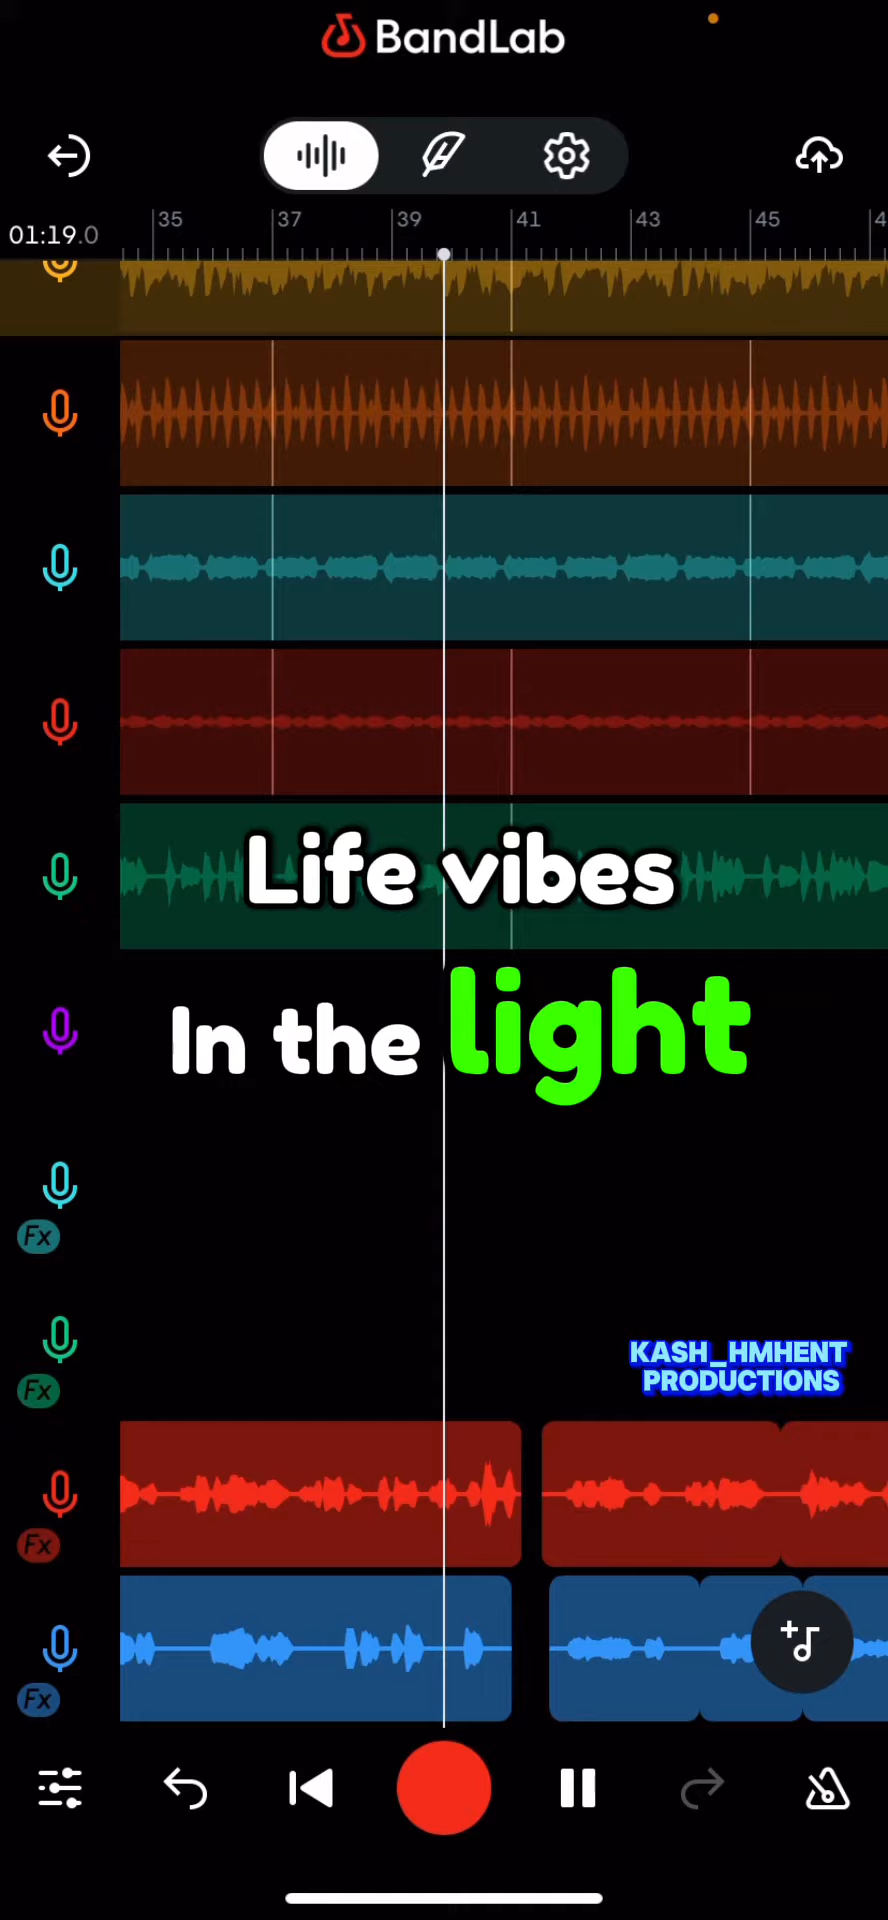 BandLab
01:19.0
35 37 39 41 43 45
Life vibes
In the light
Fx
Fx
KASH_HMHENT
PRODUCTIONS
Fx
Fx